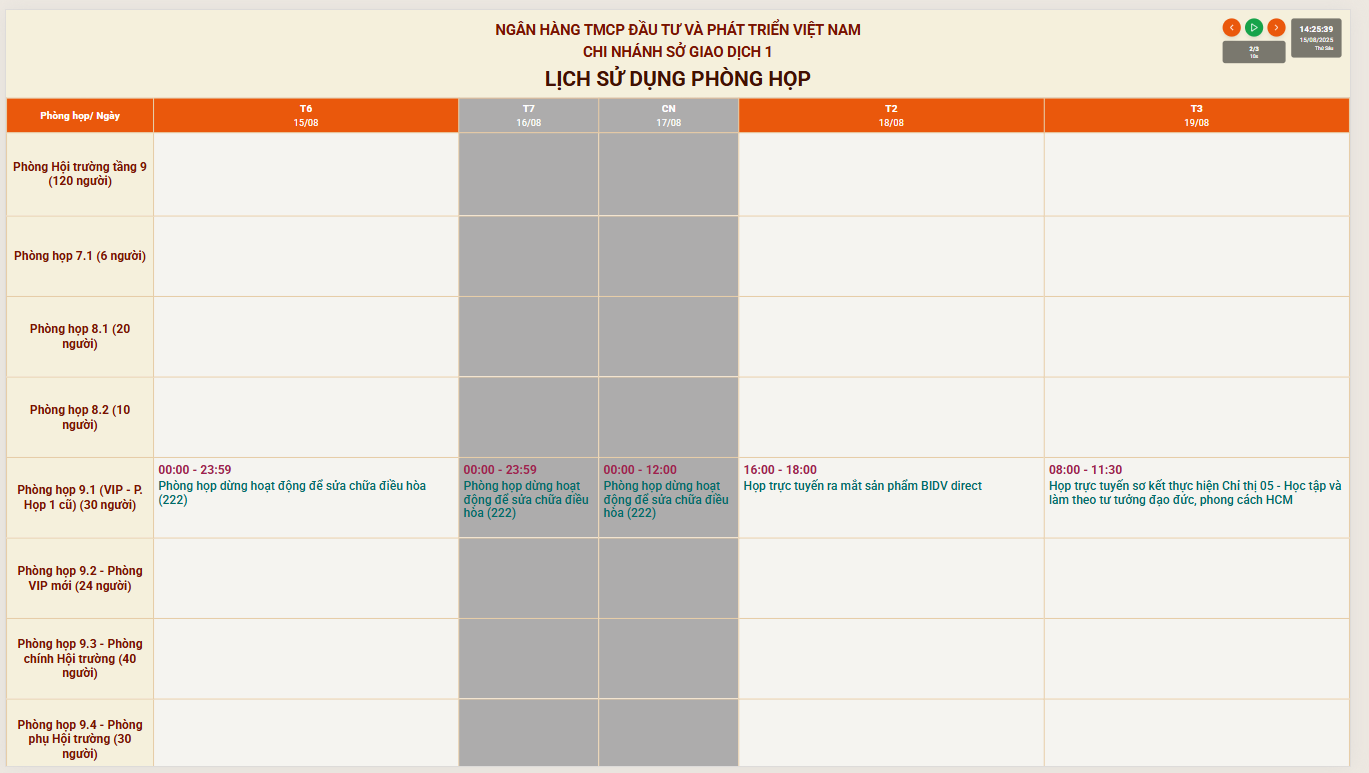 NGÂN HÀNG TMCP ĐẦU TƯ VÀ PHÁT TRIỂN VIỆT NAM
CHI NHÁNH SỞ GIAO DỊCH 1
LỊCH SỬ DỤNG PHÒNG HỌP
2/3
10s
14:25:39
15/08/2025
Thứ Sáu
Phòng họp/ Ngày
T6
15/08
T7
16/08
CN
17/08
T2
18/08
T3
19/08
Phòng Hội trường tầng 9
(120 người)
Phòng họp 7.1 (6 người)
Phòng họp 8.1 (20
người)
Phòng họp 8.2 (10
người)
Phòng họp 9.1 (VIP - P.
Họp 1 cũ) (30 người)
00:00 - 23:59
Phòng họp dừng hoạt động để sửa chữa điều hòa
(222)
00:00 - 23:59
Phòng họp dừng hoạt
động để sửa chữa điều
hòa (222)
00:00 - 12:00
Phòng họp dừng hoạt
động để sửa chữa điều
hòa (222)
16:00 - 18:00
Họp trực tuyến ra mắt sản phẩm BIDV direct
08:00 - 11:30
Họp trực tuyến sơ kết thực hiện Chỉ thị 05 - Học tập và
làm theo tư tưởng đạo đức, phong cách HCM
Phòng họp 9.2 - Phòng
VIP mới (24 người)
Phòng họp 9.3 - Phòng
chính Hội trường (40
người)
Phòng họp 9.4 - Phòng
phụ Hội trường (30
người)